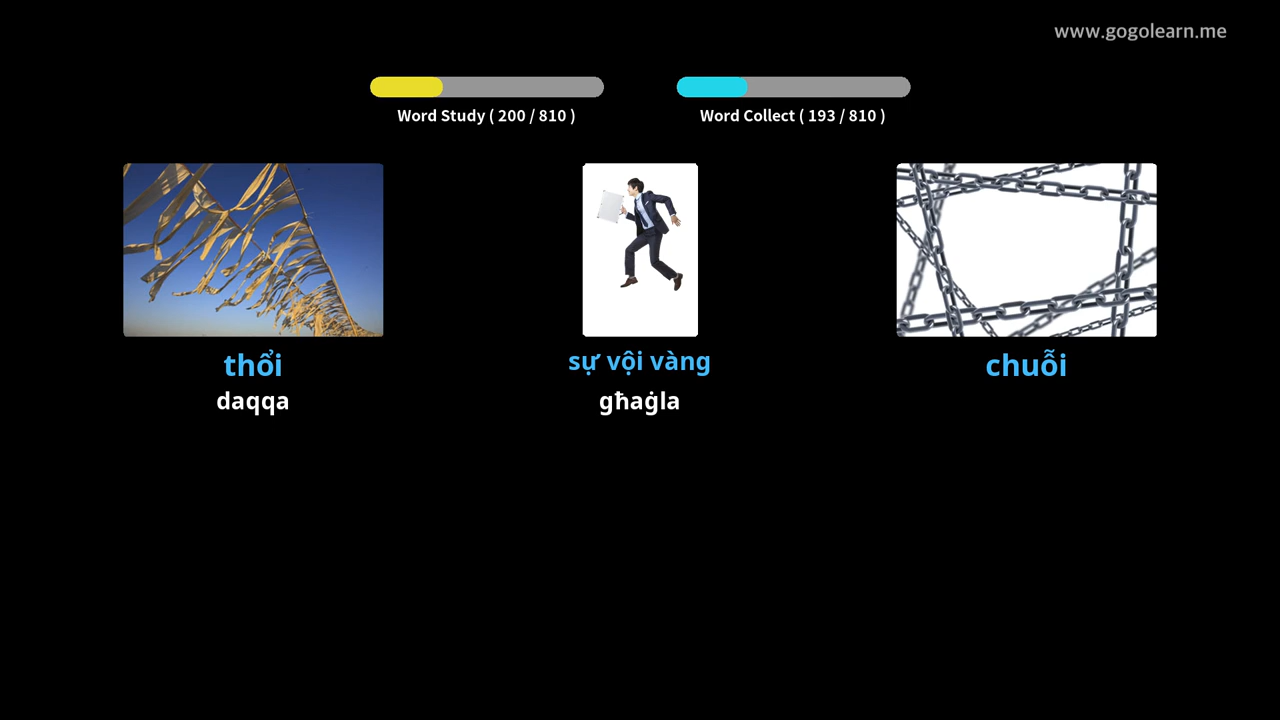 www.gogolearn.me
Word Study ( 200 / 810 )
Word Collect ( 193 / 810 )
thổi
daqqa
sự vội vàng
għaġla
chuỗi